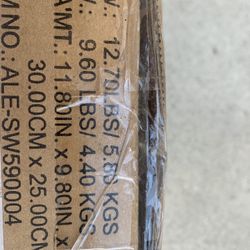 : 12.70LBS/ 5.80 KGS
.: 9.60 LBS/ 4.40 KGS
AMT.: 11.80IN. x 9.80IN. x
30.00CM x 25.00CM
M NO.: ALE-SW590004